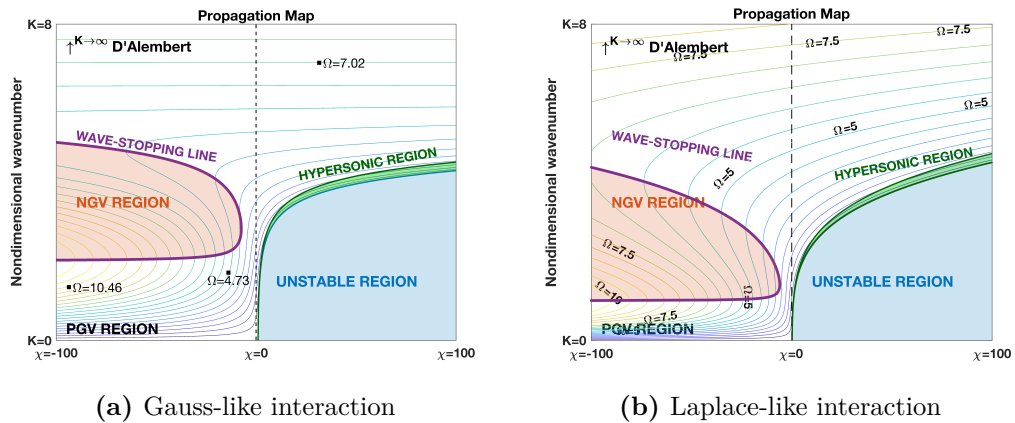 Propagation Map
K=8
↑K→∞ D'Alembert
Ω=7.02
WAVE-STOPPING LINE
HYPERSONIC REGION
NGV REGION
Ω=4.73
UNSTABLE REGION
Ω=10.46
PGV REGION
K=0
χ=-100
χ=0
χ=100
Nondimensional wavenumber
(a) Gauss-like interaction
Propagation Map
K=8
↑K→∞ D'Alembert
Ω=7.5
Ω=7.5
Ω=7.5
Ω=5
Ω=5
WAVE-STOPPING LINE
HYPERSONIC REGION
Ω=5
NGV REGION
Ω=7.5
UNSTABLE REGION
Ω=10
Ω=5
Ω=7.5
PGV REGION
K=0
χ=-100
χ=0
χ=100
Nondimensional wavenumber
(b) Laplace-like interaction